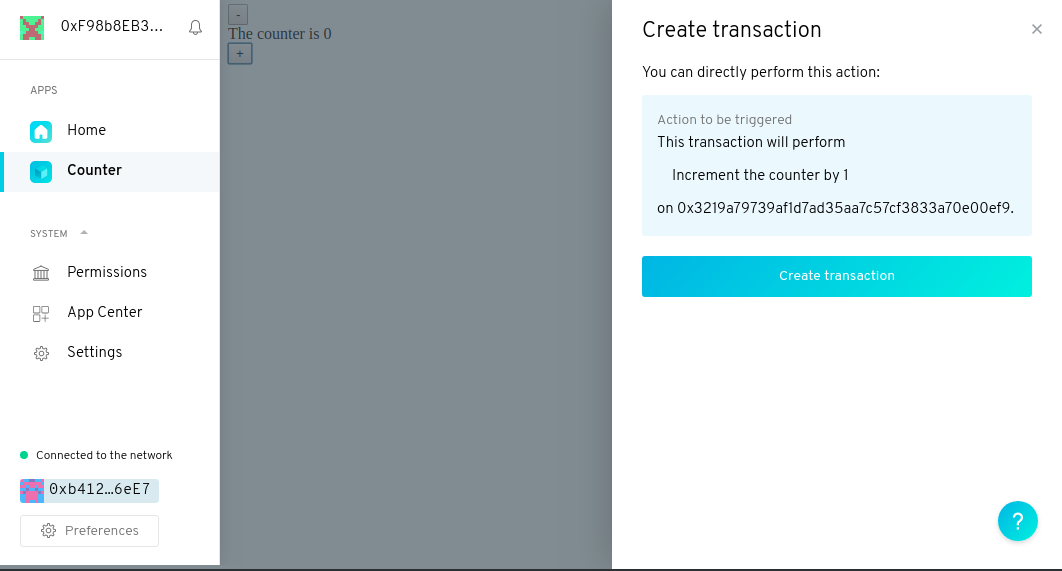 0xF98b8EB3...
APPS
Home
Counter
SYSTEM
Permissions
App Center
Settings
Connected to the network
0xb412…6eE7
Preferences
-
The counter is 0
+
Create transaction
×
You can directly perform this action:
Action to be triggered
This transaction will perform
Increment the counter by 1
on 0x3219a79739af1d7ad35aa7c57cf3833a70e00ef9.
Create transaction
?